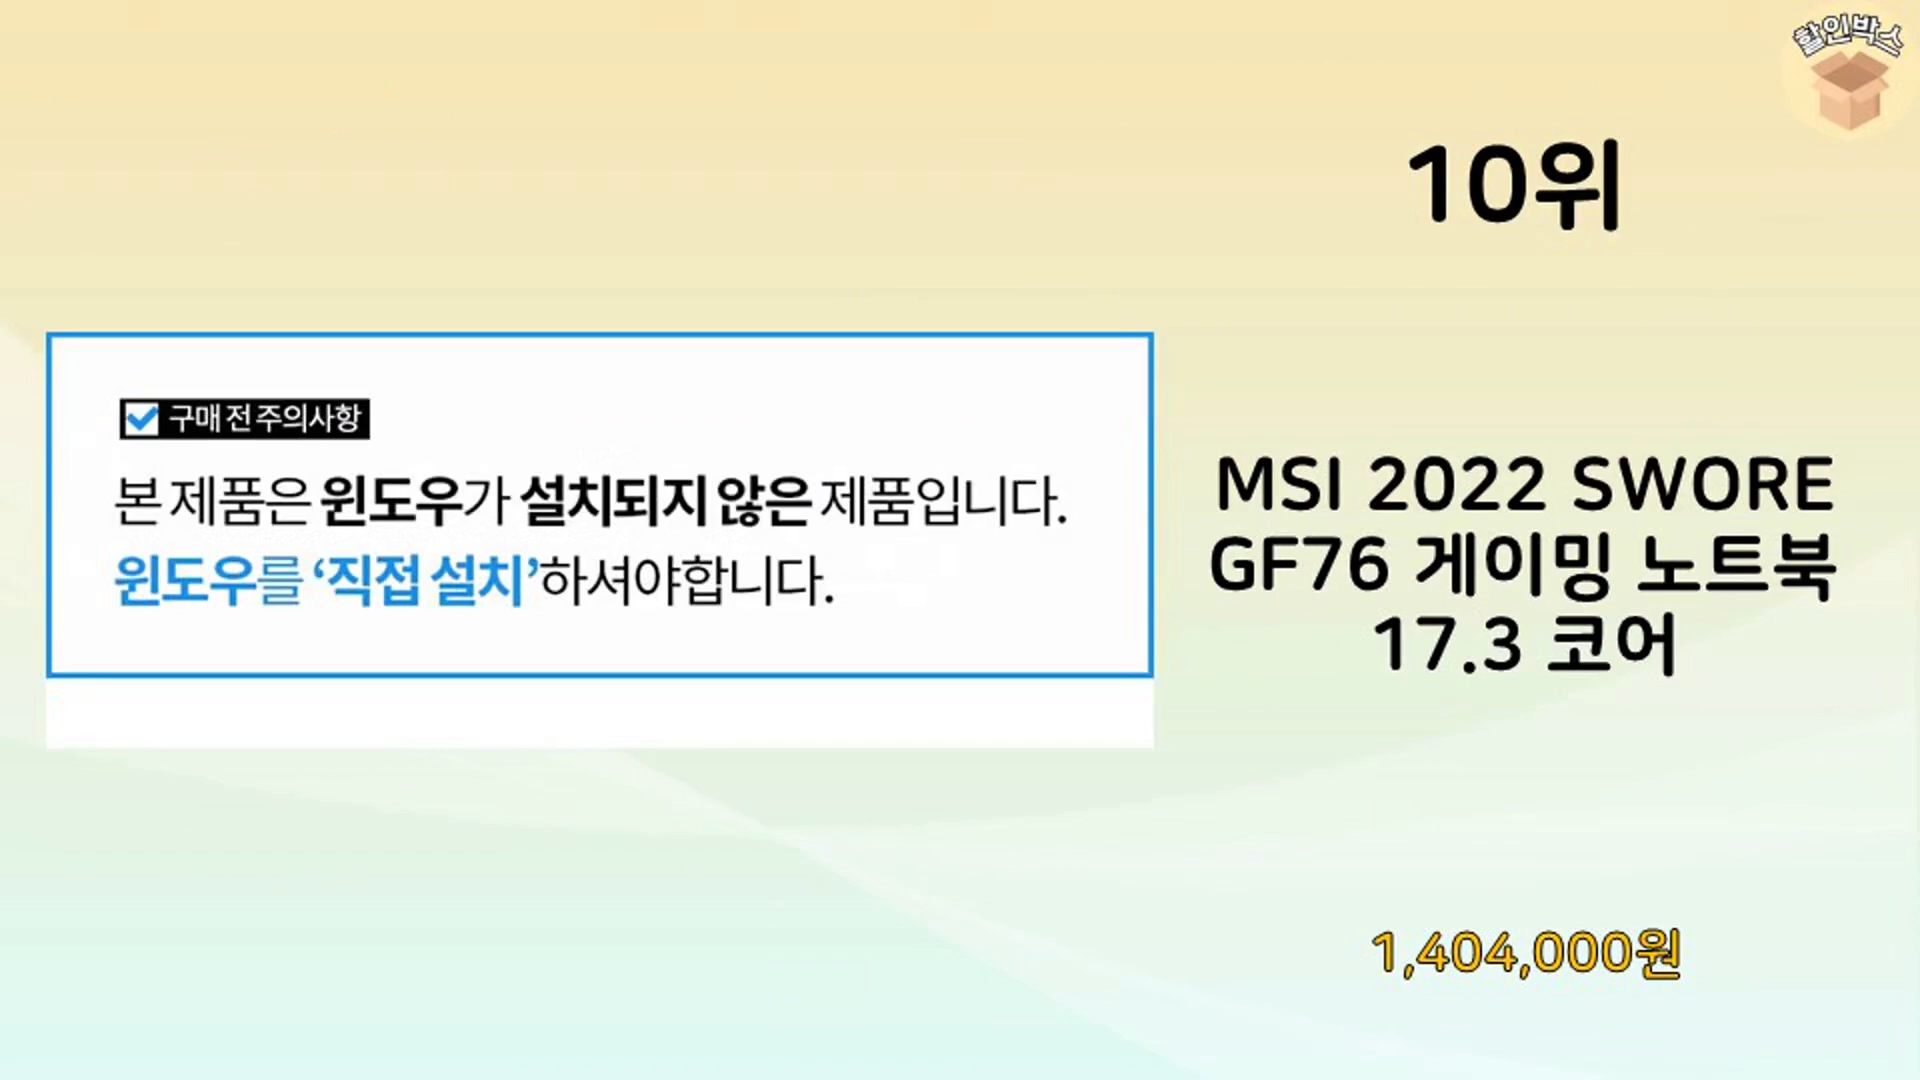 할인박스
10위
구매 전 주의사항
본 제품은 윈도우가 설치되지 않은 제품입니다.
윈도우를 ‘직접 설치’하셔야합니다.
MSI 2022 SWORE
GF76 게이밍 노트북
17.3 코어
1,404,000원